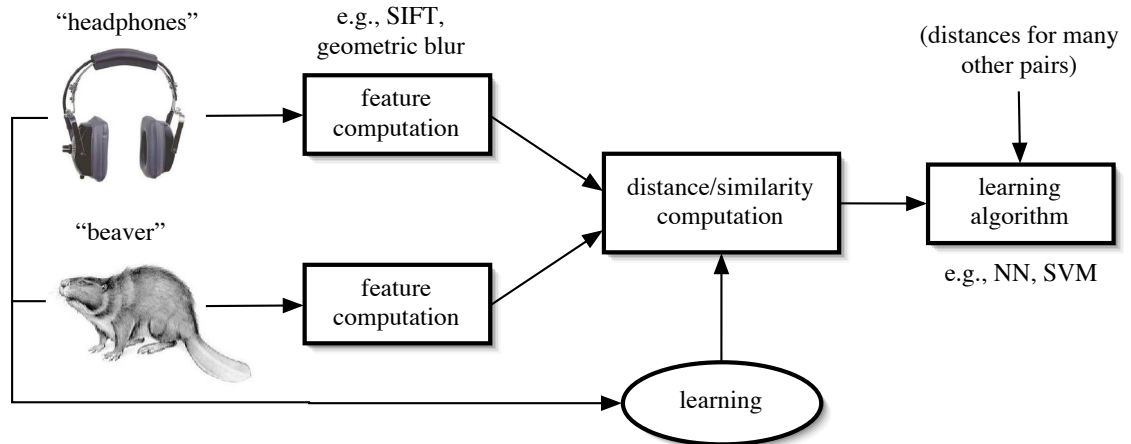 “headphones”
e.g., SIFT,
geometric blur
feature
computation
(distances for many
other pairs)
distance/similarity
computation
learning
algorithm
e.g., NN, SVM
“beaver”
feature
computation
learning